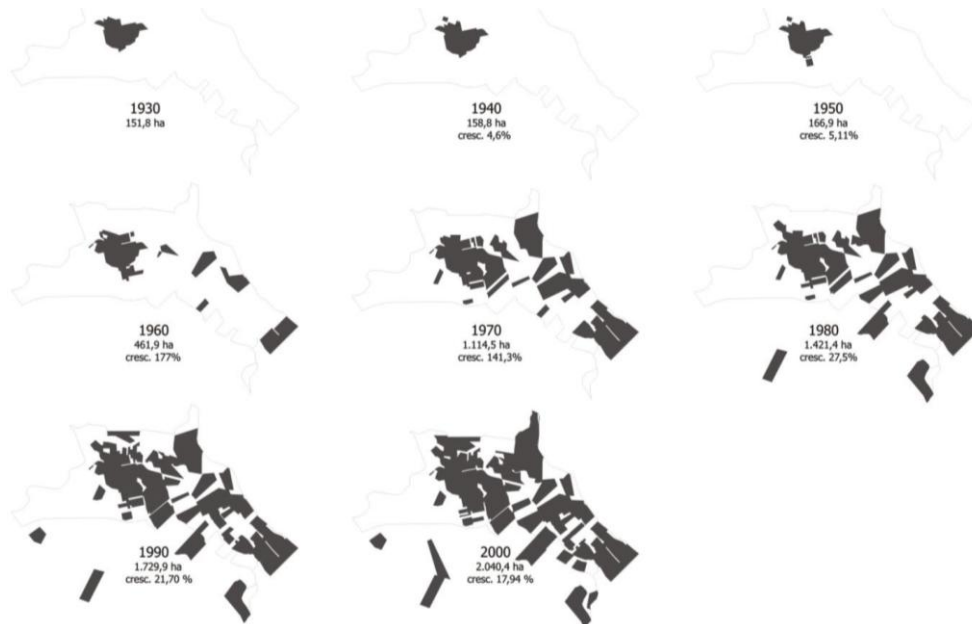 1930
151,8 ha
1940
158,8 ha
cresc. 4,6%
1950
166,9 ha
cresc. 5,11%
1960
461,9 ha
cresc. 177%
1970
1.114,5 ha
cresc. 141,3%
1980
1.421,4 ha
cresc. 27,5%
1990
1.729,9 ha
cresc. 21,70 %
2000
2.040,4 ha
cresc. 17,94 %